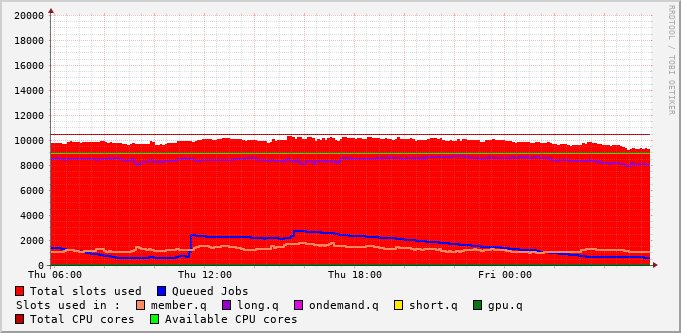 RRDTOOL / TOBI OETIKER
20000
18000
16000
14000
12000
10000
8000
6000
4000
2000
0
Thu 06:00 Thu 12:00 Thu 18:00 Fri 00:00
Total slots used Queued Jobs
Slots used in : member.q long.q ondemand.q short.q gpu.q
Total CPU cores Available CPU cores